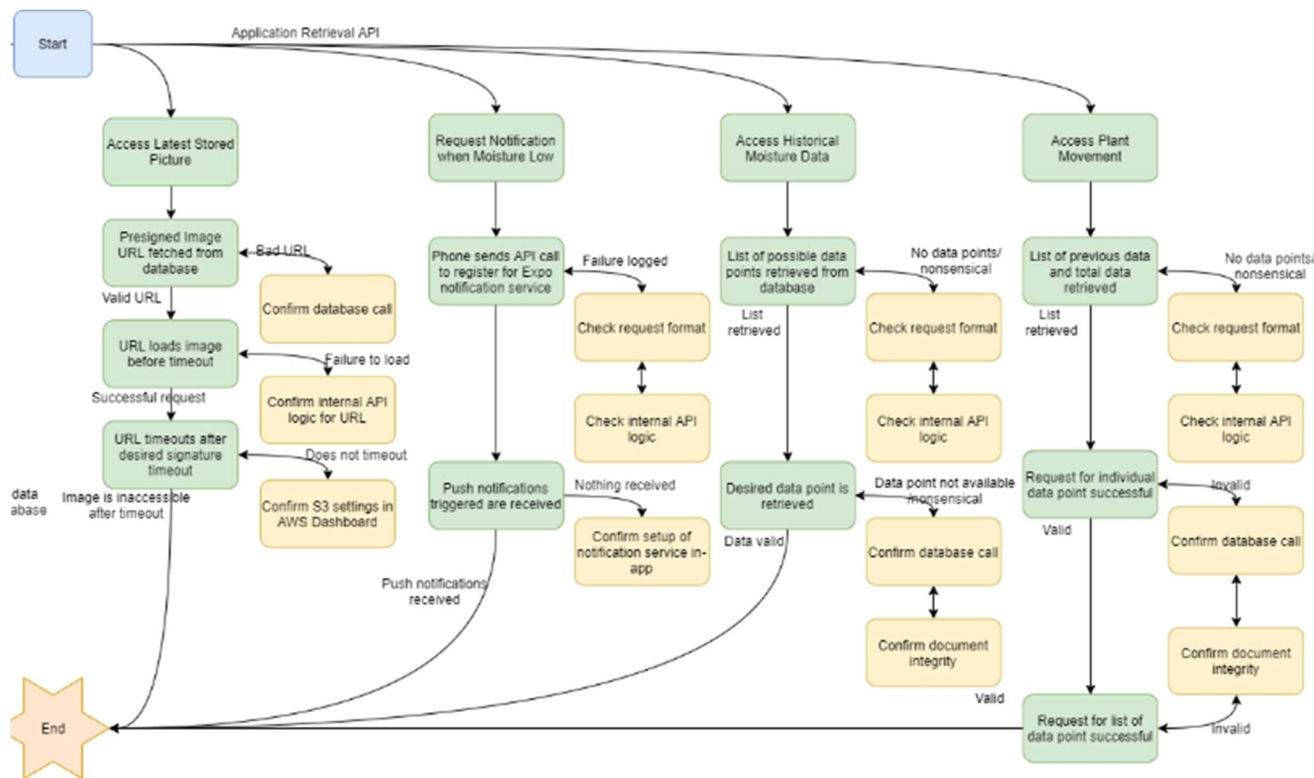 Start
Application Retrieval API
Access Latest Stored
Picture
Request Notification
when Moisture Low
Access Historical
Moisture Data
Access Plant
Movement
Presigned Image
URL fetched from
database
Bad URL
Confirm database call
Valid URL
URL loads image
before timeout
Failure to load
Confirm internal API
logic for URL
Successful request
URL timeouts after
desired signature
timeout
Does not timeout
Confirm S3 settings in
AWS Dashboard
Image is inaccessible
after timeout
data
abase
Phone sends API call
to register for Expo
notification service
Failure logged
Check request format
Check internal API
logic
Push notifications
triggered are received
Nothing received
Confirm setup of
notification service in-
app
Push notifications
received
List of possible data
points retrieved from
database
No data points/
nonsensical
List
retrieved
Check request format
Check internal API
logic
Desired data point is
retrieved
Data point not available
/nonsensical
Data valid
Confirm database call
Confirm document
integrity
List of previous data
and total data
retrieved
No data points/
nonsensical
List
retrieved
Check request format
Check internal API
logic
Request for individual
data point successful
Invalid
Valid
Confirm database call
Confirm document
integrity
Valid
Request for list of
data point successful
Invalid
End